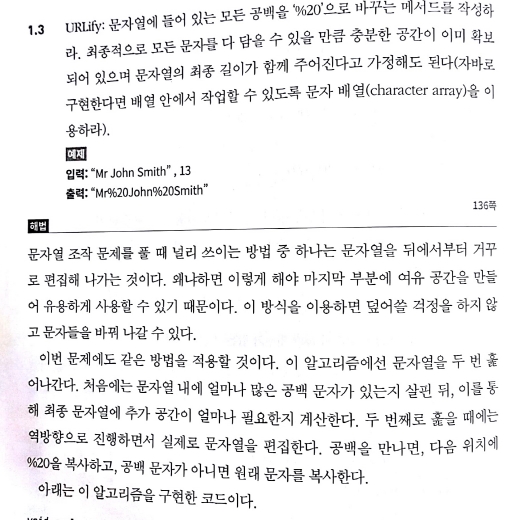 1.3 URLify: 문자열에 들어 있는 모든 공백을 '%20'으로 바꾸는 메서드를 작성하
라. 최종적으로 모든 문자를 다 담을 수 있을 만큼 충분한 공간이 이미 확보
되어 있으며 문자열의 최종 길이가 함께 주어진다고 가정해도 된다(자바로
구현한다면 배열 안에서 작업할 수 있도록 문자 배열(character array)을 이
용하라).
예제
입력: "Mr John Smith" , 13
출력: "Mr%20John%20Smith"
136쪽
해법
문자열 조작 문제를 풀 때 널리 쓰이는 방법 중 하나는 문자열을 뒤에서부터 거꾸
로 편집해 나가는 것이다. 왜냐하면 이렇게 해야 마지막 부분에 여유 공간을 만들
어 유용하게 사용할 수 있기 때문이다. 이 방식을 이용하면 덮어쓸 걱정을 하지 않
고 문자들을 바꿔 나갈 수 있다.
이번 문제에도 같은 방법을 적용할 것이다. 이 알고리즘에선 문자열을 두 번 훑
어나간다. 처음에는 문자열 내에 얼마나 많은 공백 문자가 있는지 살핀 뒤, 이를 통
해 최종 문자열에 추가 공간이 얼마나 필요한지 계산한다. 두 번째로 훑을 때에는
역방향으로 진행하면서 실제로 문자열을 편집한다. 공백을 만나면, 다음 위치에
%20을 복사하고, 공백 문자가 아니면 원래 문자를 복사한다.
아래는 이 알고리즘을 구현한 코드이다.